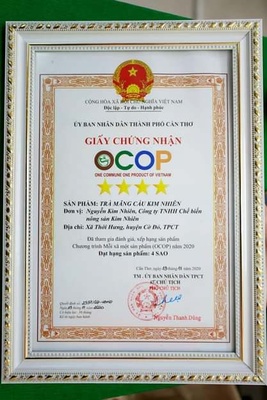 CỘNG HÒA XÃ HỘI CHỦ NGHĨA VIỆT NAM
Độc lập - Tự do - Hạnh phúc
ỦY BAN NHÂN DÂN THÀNH PHỐ CẦN THƠ
GIẤY CHỨNG NHẬN
OCOP
ONE COMMUNE ONE PRODUCT OF VIETNAM
SẢN PHẨM: TRÀ MÃNG CẦU KIM NHIÊN
Đơn vị: Nguyễn Kim Nhiên, Công ty TNHH Chế biến
nông sản Kim Nhiên
Địa chỉ: Xã Thới Hưng, huyện Cờ Đỏ, TPCT
Đã tham gia đánh giá, xếp hạng sản phẩm
Chương trình Mỗi xã một sản phẩm (OCOP) năm 2020
Đạt hạng sản phẩm: 4 SAO
Cần Thơ, ngày tháng năm 2020
TM. ỦY BAN NHÂN DÂN TPCT
CHỦ TỊCH
PHÓ CHỦ TỊCH
Nguyễn Thanh Dũng